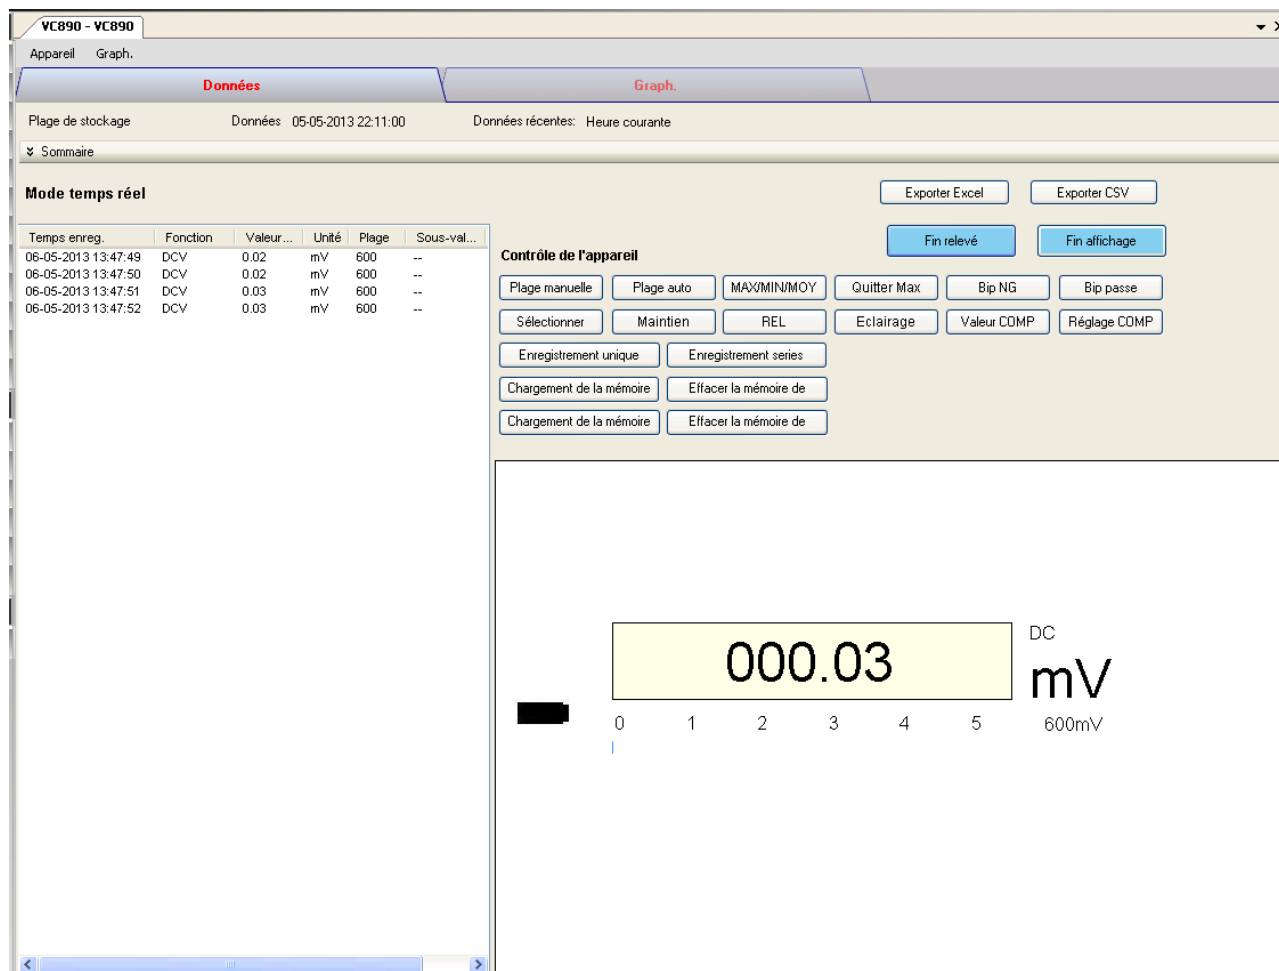 VC890 - VC890
Appareil Graph.
Données Graph.
Plage de stockage Données 05-05-2013 22:11:00 Données récentes: Heure courante
Sommaire
Mode temps réel
Exporter Excel Exporter CSV
Temps enreg. Fonction Valeur... Unité Plage Sous-val...
06-05-2013 13:47:49 DCV 0.02 mV 600 --
06-05-2013 13:47:50 DCV 0.02 mV 600 --
06-05-2013 13:47:51 DCV 0.03 mV 600 --
06-05-2013 13:47:52 DCV 0.03 mV 600 --
Fin relevé Fin affichage
Contrôle de l'appareil
Plage manuelle Plage auto MAX/MIN/MOY Quitter Max Bip NG Bip passe
Sélectionner Maintien REL Eclairage Valeur COMP Réglage COMP
Enregistrement unique Enregistrement series
Chargement de la mémoire Effacer la mémoire de
Chargement de la mémoire Effacer la mémoire de
000.03
DC
mV
0 1 2 3 4 5 600mV